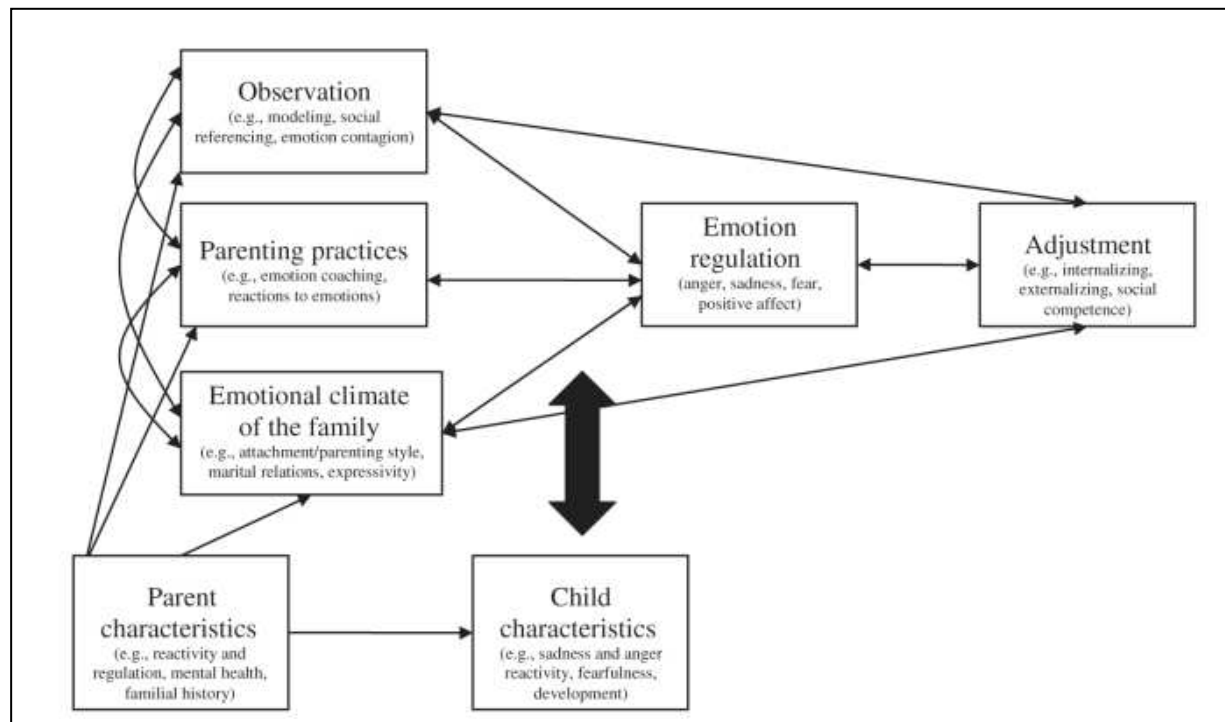 Observation
(e.g., modeling, social
referencing, emotion contagion)
Parenting practices
(e.g., emotion coaching,
reactions to emotions)
Emotion
regulation
(anger, sadness, fear,
positive affect)
Adjustment
(e.g., internalizing,
externalizing, social
competence)
Emotional climate
of the family
(e.g., attachment/parenting style,
marital relations, expressivity)
Parent
characteristics
(e.g., reactivity and
regulation, mental health,
familial history)
Child
characteristics
(e.g., sadness and anger
reactivity, fearfulness,
development)